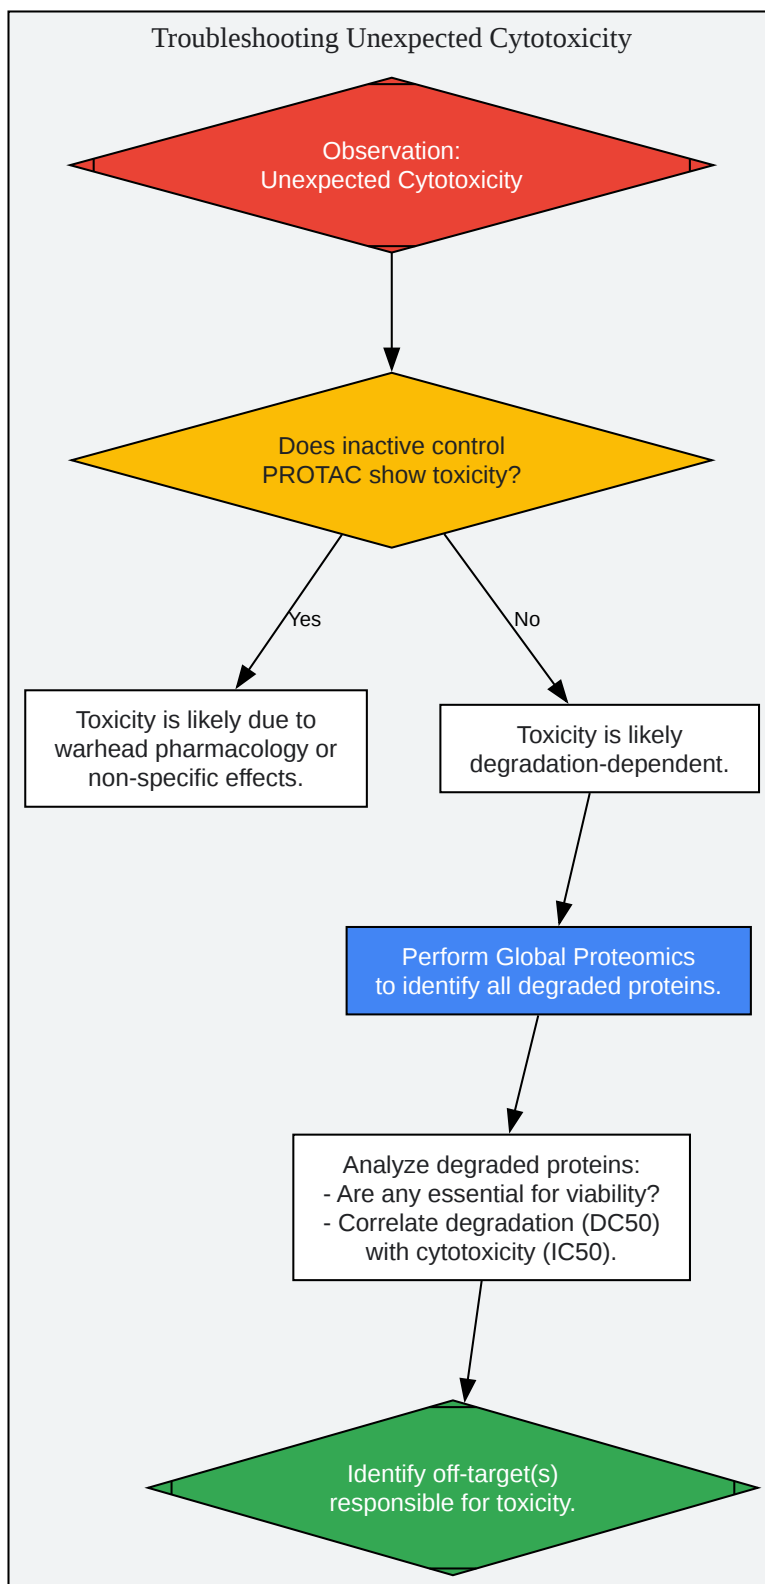 Troubleshooting Unexpected Cytotoxicity
Observation:
Unexpected Cytotoxicity
Does inactive control
PROTAC show toxicity?
Yes
No
Toxicity is likely due to
warhead pharmacology or
non-specific effects.
Toxicity is likely
degradation-dependent.
Perform Global Proteomics
to identify all degraded proteins.
Analyze degraded proteins:
- Are any essential for viability?
- Correlate degradation (DC50)
with cytotoxicity (IC50).
Identify off-target(s)
responsible for toxicity.